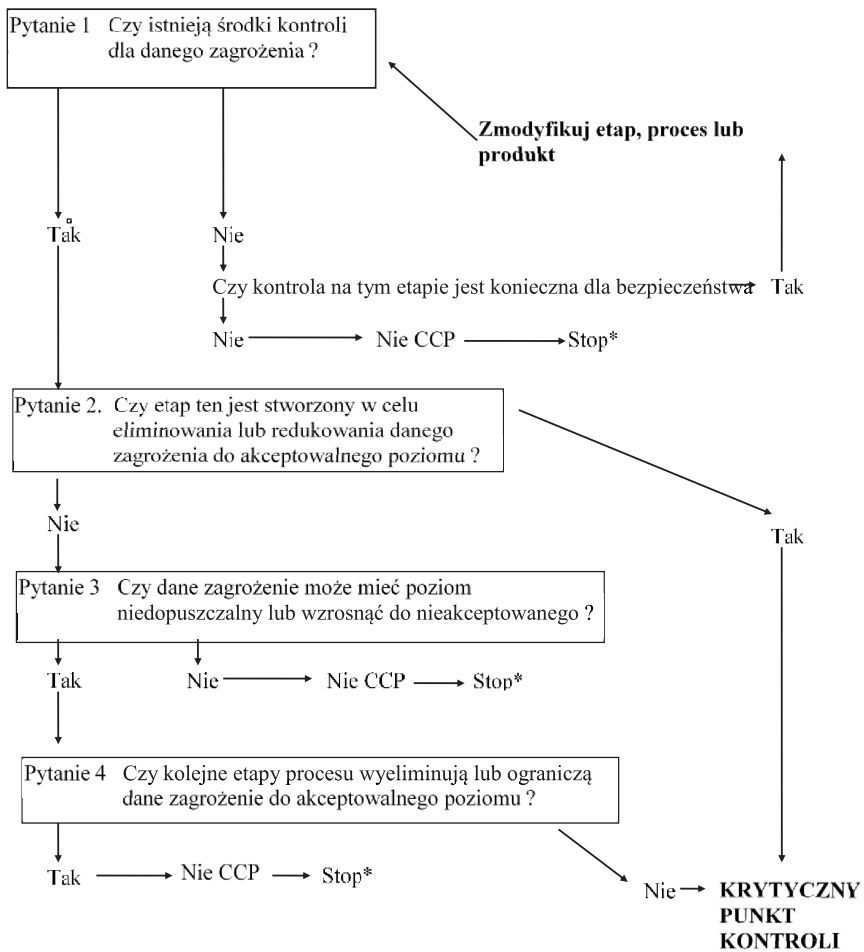 Pytanie 1 Czy istnieją środki kontroli
dla danego zagrożenia ?
Zmodyfikuj etap, proces lub
produkt
Tak
Nie
Czy kontrola na tym etapie jest konieczna dla bezpieczeństwa
Tak
Nie
Nie CCP
Stop*
Pytanie 2. Czy etap ten jest stworzony w celu
eliminowania lub redukowania danego
zagrożenia do akceptowalnego poziomu ?
Nie
Tak
Pytanie 3 Czy dane zagrożenie może mieć poziom
niedopuszczalny lub wzrosnąć do nieakceptowanego ?
Tak
Nie
Nie CCP
Stop*
Pytanie 4 Czy kolejne etapy procesu wyeliminują lub ograniczą
dane zagrożenie do akceptowalnego poziomu ?
Tak
Nie CCP
Stop*
Nie
KRYTYCZNY
PUNKT
KONTROLI